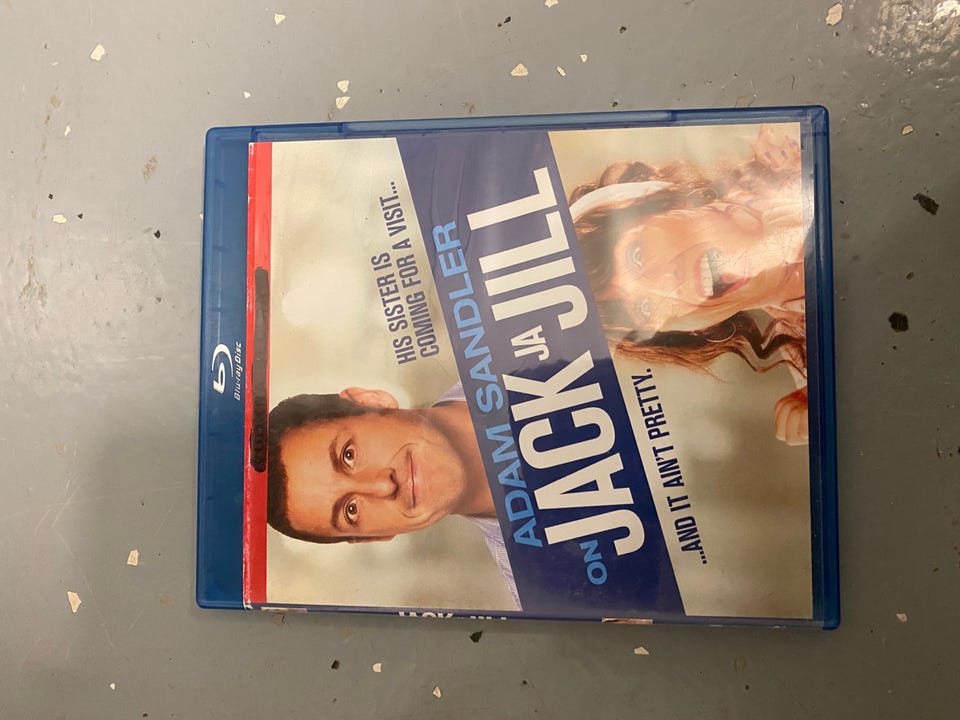 Blu-ray Disc
HIS SISTER IS
COMING FOR A VISIT...
ADAM SANDLER
ON
JACK JA JILL
...AND IT AIN'T PRETTY.